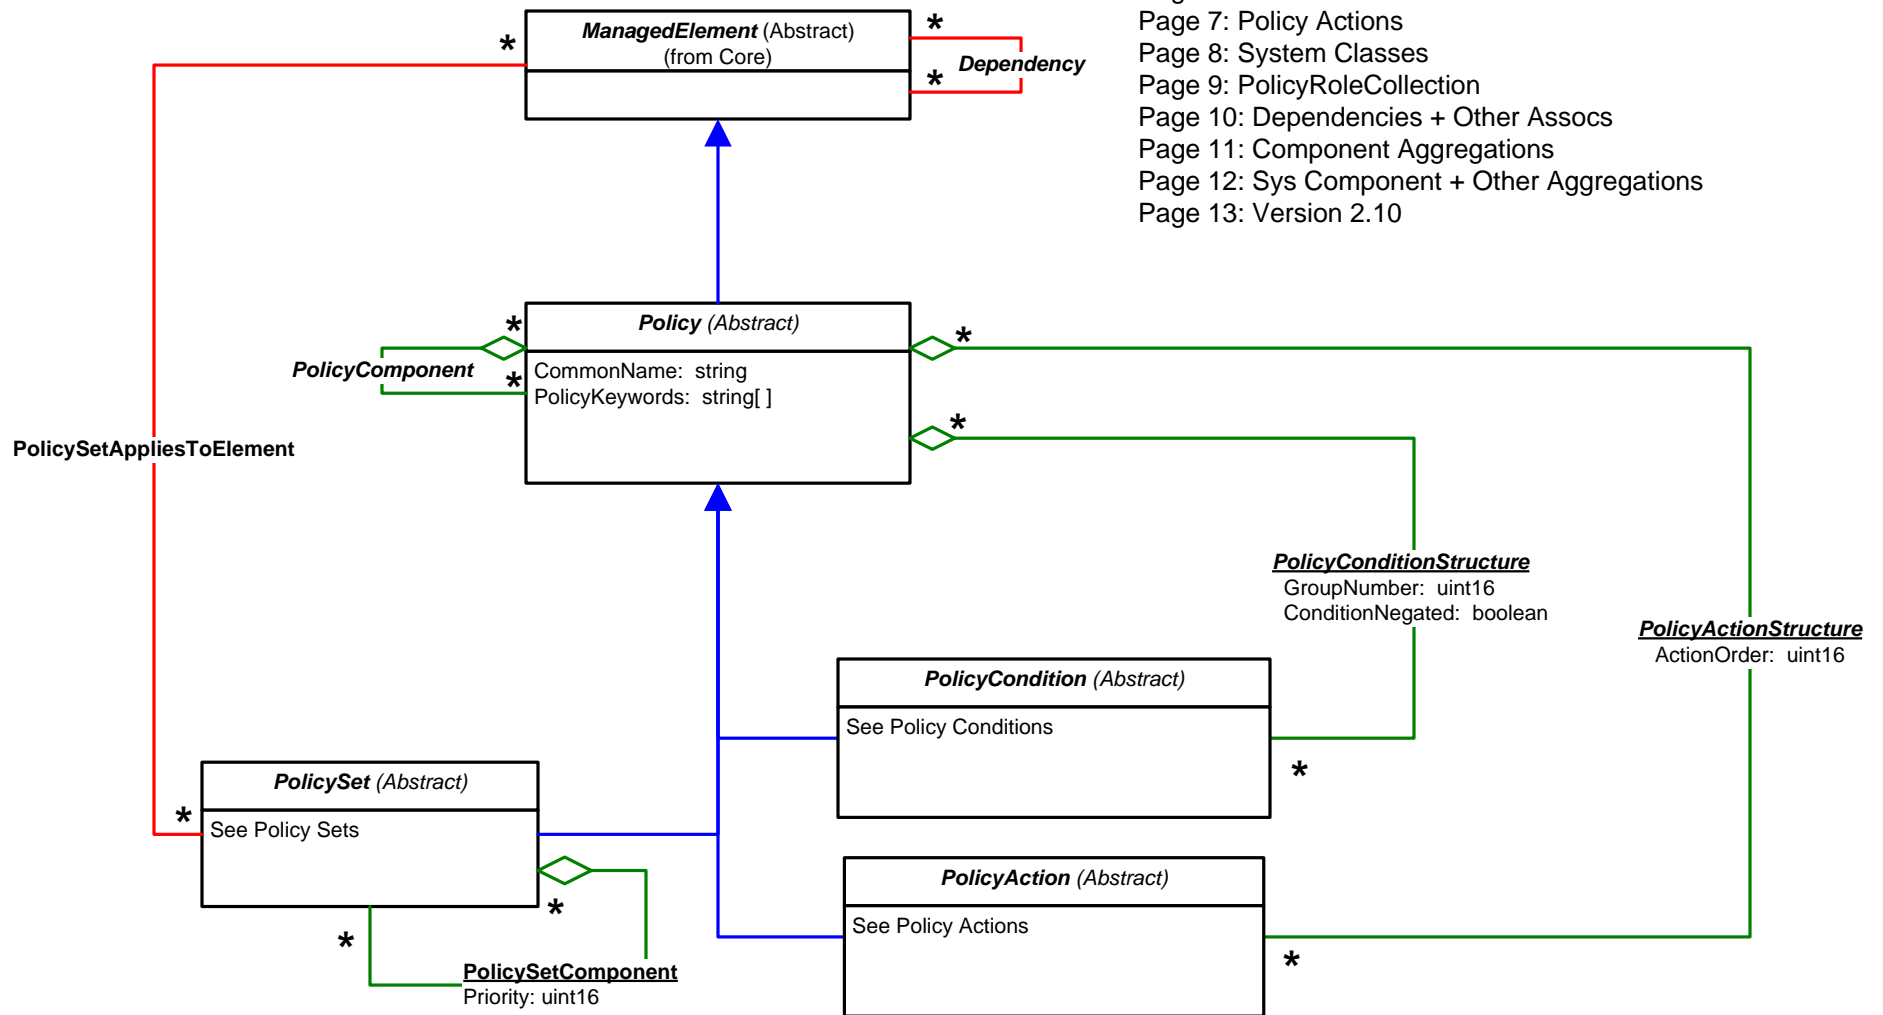 Page 7: Policy Actions
Page 8: System Classes
Page 9: PolicyRoleCollection
Page 10: Dependencies + Other Assocs
Page 11: Component Aggregations
Page 12: Sys Component + Other Aggregations
Page 13: Version 2.10
ManagedElement (Abstract)
(from Core)
*
*
*
Dependency
Policy (Abstract)
CommonName: string
PolicyKeywords: string[ ]
*
*
PolicyComponent
*
*
PolicySetAppliesToElement
PolicyConditionStructure
GroupNumber: uint16
ConditionNegated: boolean
PolicyActionStructure
ActionOrder: uint16
PolicyCondition (Abstract)
See Policy Conditions
*
PolicySet (Abstract)
See Policy Sets
*
*
*
PolicySetComponent
Priority: uint16
PolicyAction (Abstract)
See Policy Actions
*